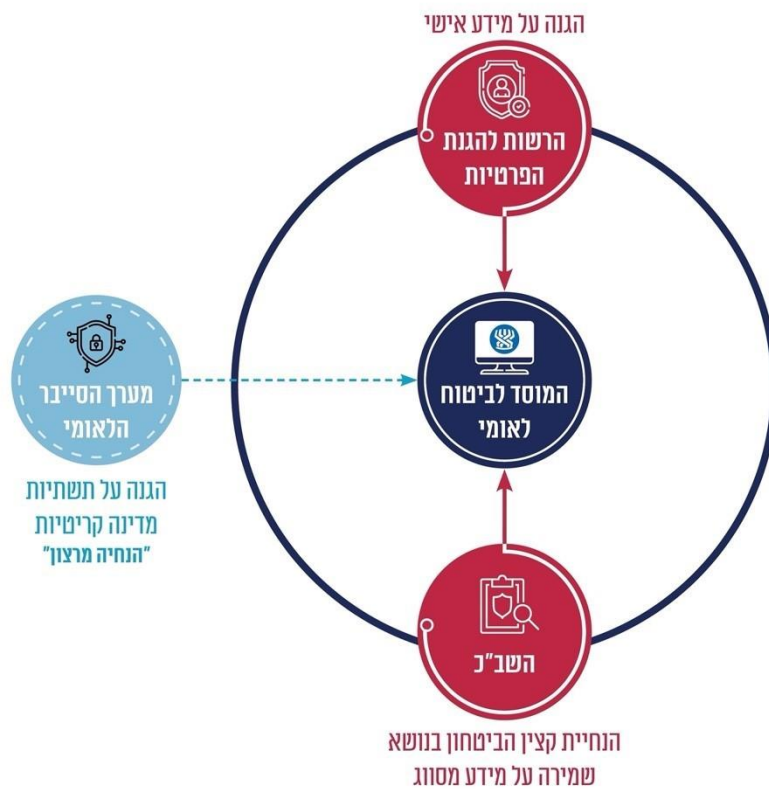 הגנה על מידע אישי
הרשות להגנת
הפרטיות
המוסד לביטוח
לאומי
מערך הסייבר
הלאומי
הגנה על תשתיות
מדינה קריטיות
"הנחיה מרצון"
השב"כ
הנחיית קצין הביטחון בנושא
שמירה על מידע מסווג